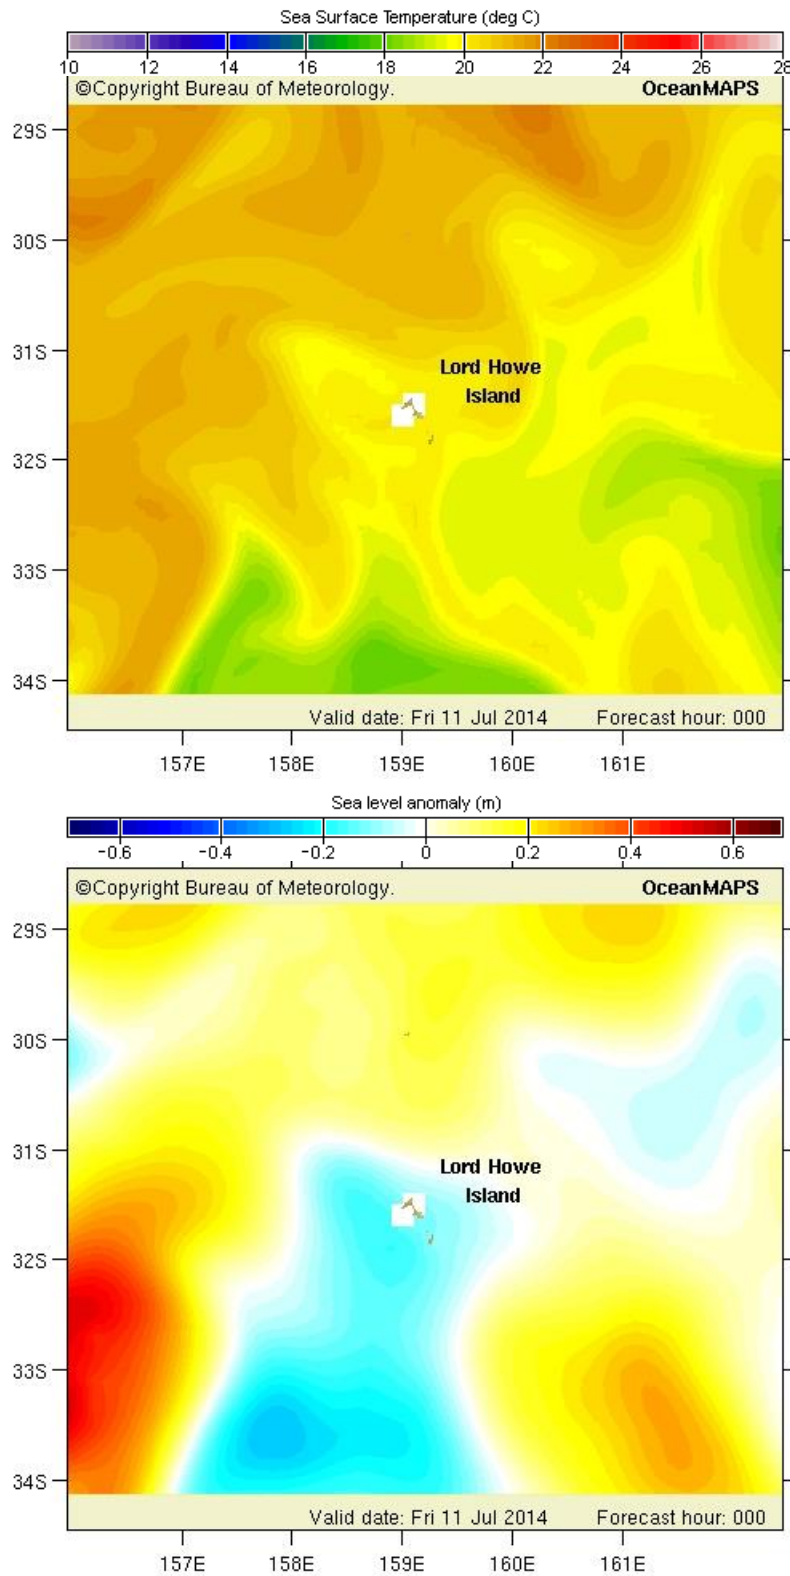 Sea Surface Temperature (deg C)
10 12 14 16 18 20 22 24 26 28
©Copyright Bureau of Meteorology. OceanMAPS
29S
30S
31S
Lord Howe
Island
32S
33S
34S
Valid date: Fri 11 Jul 2014 Forecast hour: 000
157E 158E 159E 160E 161E
Sea level anomaly (m)
−0.6 −0.4 −0.2 0 0.2 0.4 0.6
©Copyright Bureau of Meteorology. OceanMAPS
29S
30S
31S
Lord Howe
Island
32S
33S
34S
Valid date: Fri 11 Jul 2014 Forecast hour: 000
157E 158E 159E 160E 161E